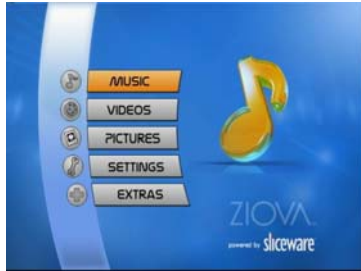 MUSIC
VIDEOS
PICTURES
SETTINGS
EXTRAS
ZIOVA
powered by sliceware